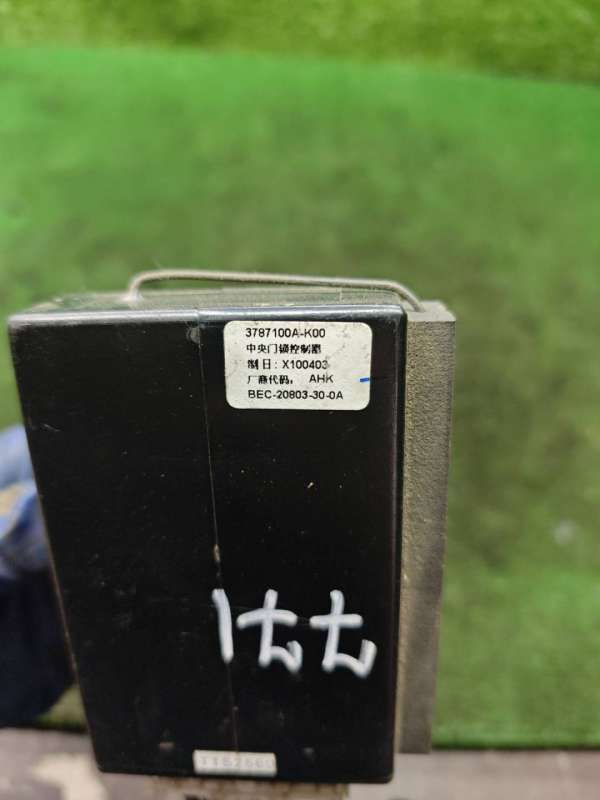 3787100A-K00
中央门锁控制器
制日：X100403
厂商代码： AHK
BEC-20803-30-0A
771